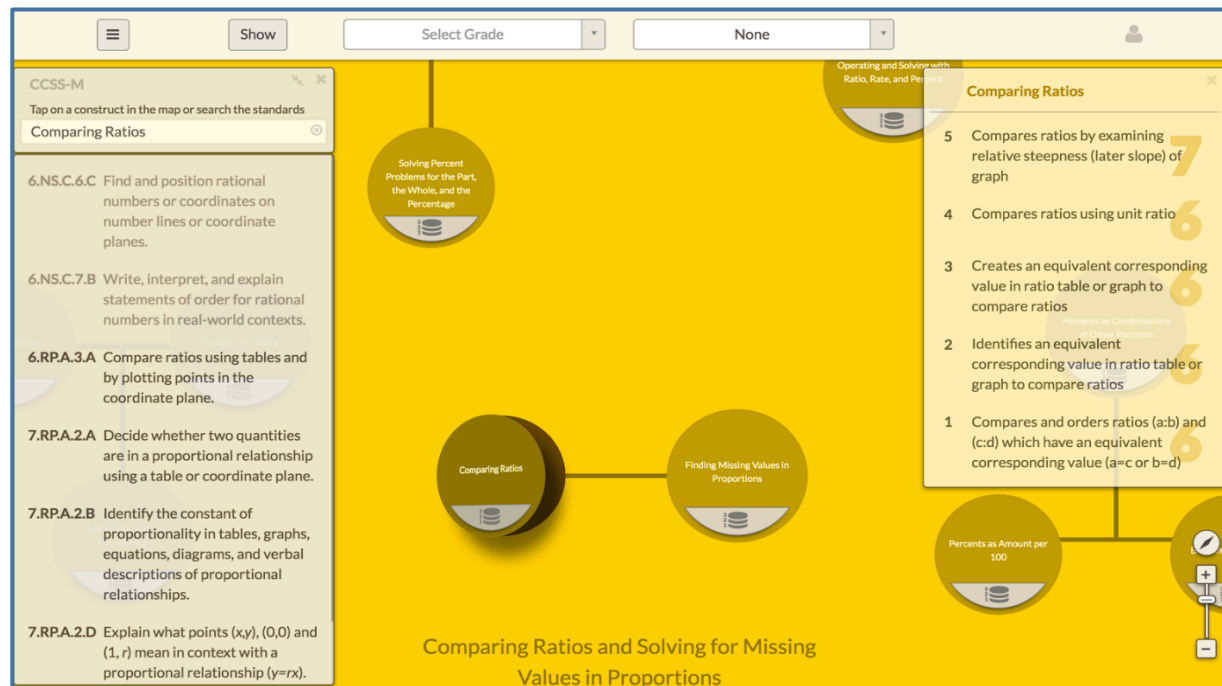 Show
Select Grade
None
CCSS-M
Tap on a construct in the map or search the standards
Comparing Ratios
6.NS.C.6.C Find and position rational
numbers or coordinates on
number lines or coordinate
planes.
6.NS.C.7.B Write, interpret, and explain
statements of order for rational
numbers in real-world contexts.
6.RP.A.3.A Compare ratios using tables and
by plotting points in the
coordinate plane.
7.RP.A.2.A Decide whether two quantities
are in a proportional relationship
using a table or coordinate plane.
7.RP.A.2.B Identify the constant of
proportionality in tables, graphs,
equations, diagrams, and verbal
descriptions of proportional
relationships.
7.RP.A.2.D Explain what points (x,y), (0,0) and
(1, r) mean in context with a
proportional relationship (y=rx).
Solving Percent
Problems for the Part,
the Whole, and the
Percentage
Operating and Solving with
Ratio, Rate, and Percent
Comparing Ratios
Finding Missing Values in
Proportions
Comparing Ratios and Solving for Missing
Values in Proportions
Comparing Ratios
5 Compares ratios by examining
relative steepness (later slope) of
graph
7
4 Compares ratios using unit ratio
6
3 Creates an equivalent corresponding
value in ratio table or graph to
compare ratios
6
2 Identifies an equivalent
corresponding value in ratio table or
graph to compare ratios
6
1 Compares and orders ratios (a:b) and
(c:d) which have an equivalent
corresponding value (a=c or b=d)
6
Percents as Combinations
of Other Percents
Percents as Amount per
100